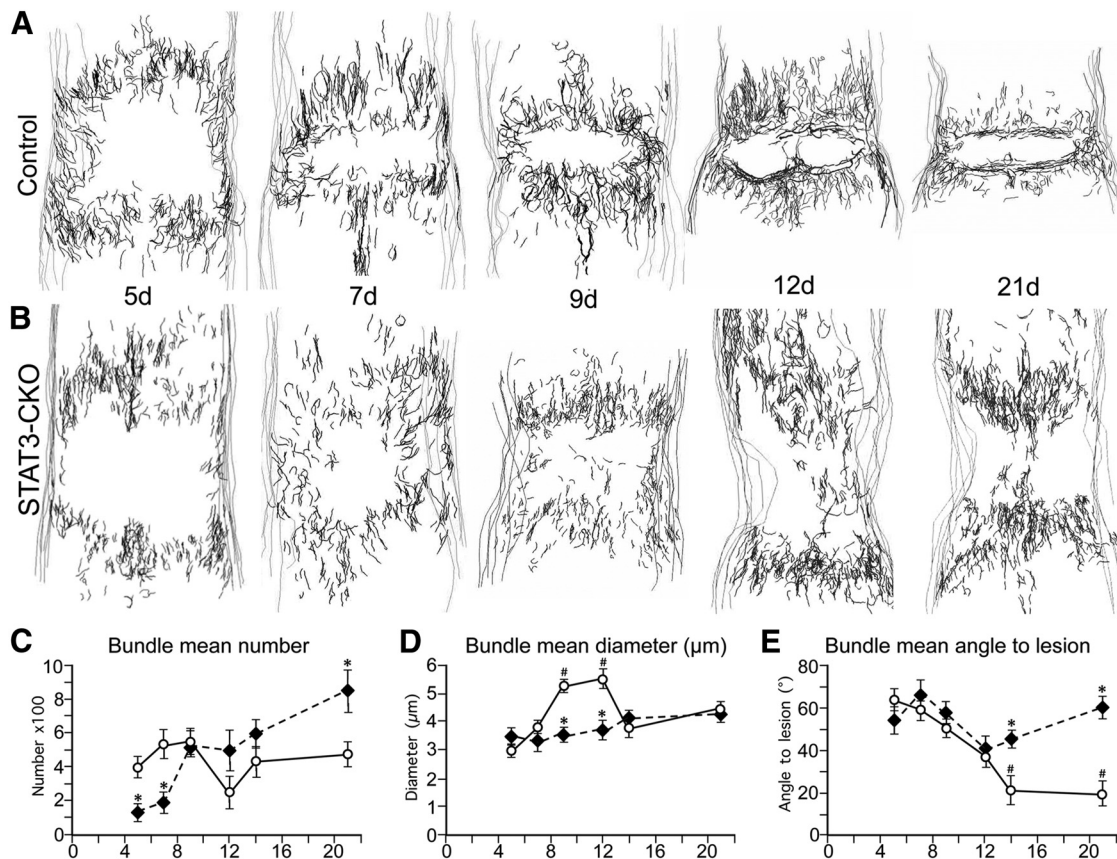 A
Control
5d 7d 9d 12d 21d
B
STAT3-CKO
C Bundle mean number
Number x100
10
8
6
4
2
0
* * *
0 4 8 12 16 20
D Bundle mean diameter (µm)
Diameter (µm)
6
5
4
3
2
1
0
# #
* *
0 4 8 12 16 20
E Bundle mean angle to lesion
Angle to lesion (°)
80
60
40
20
0
* *
# #
0 4 8 12 16 20